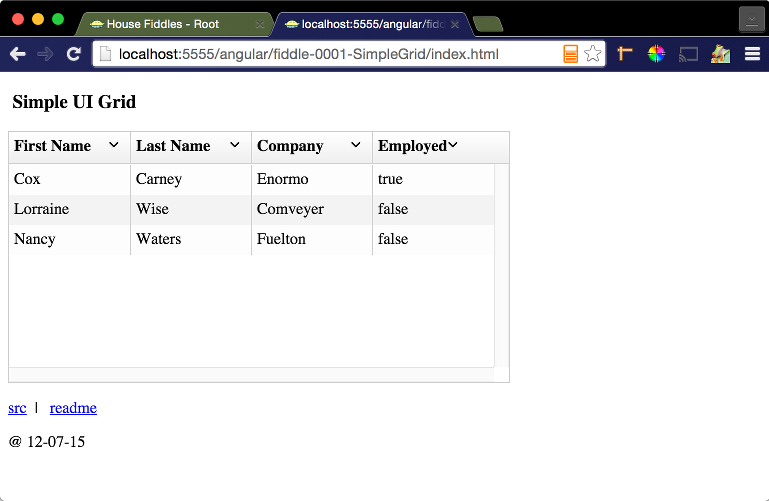 House Fiddles - Root
localhost:5555/angular/fiddl
localhost:5555/angular/fiddle-0001-SimpleGrid/index.html
Simple UI Grid
First Name Last Name Company Employed
Cox Carney Enormo true
Lorraine Wise Comveyer false
Nancy Waters Fuelton false
src | readme
@ 12-07-15